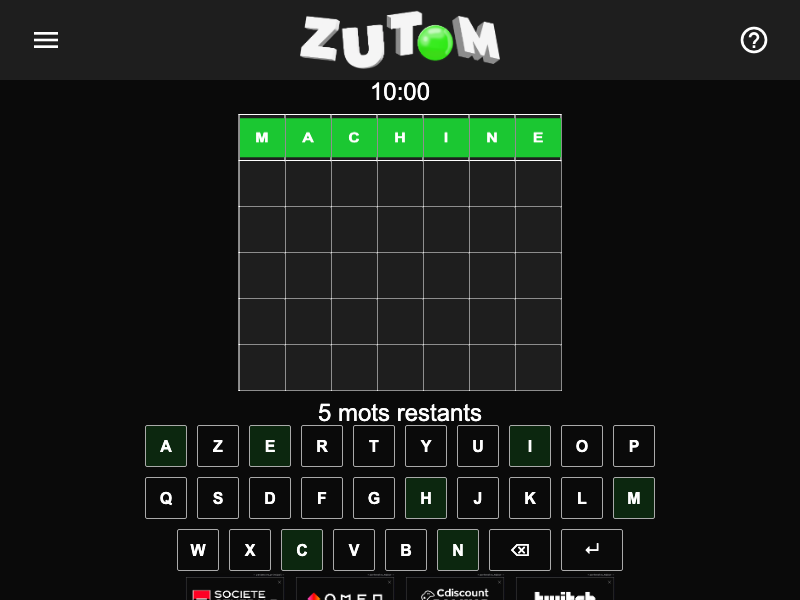 ZUTOM
10:00
M A C H I N E
5 mots restants
A Z E R T Y U I O P
Q S D F G H J K L M
W X C V B N
SOCIETE
OMEN
Cdiscount
twitch